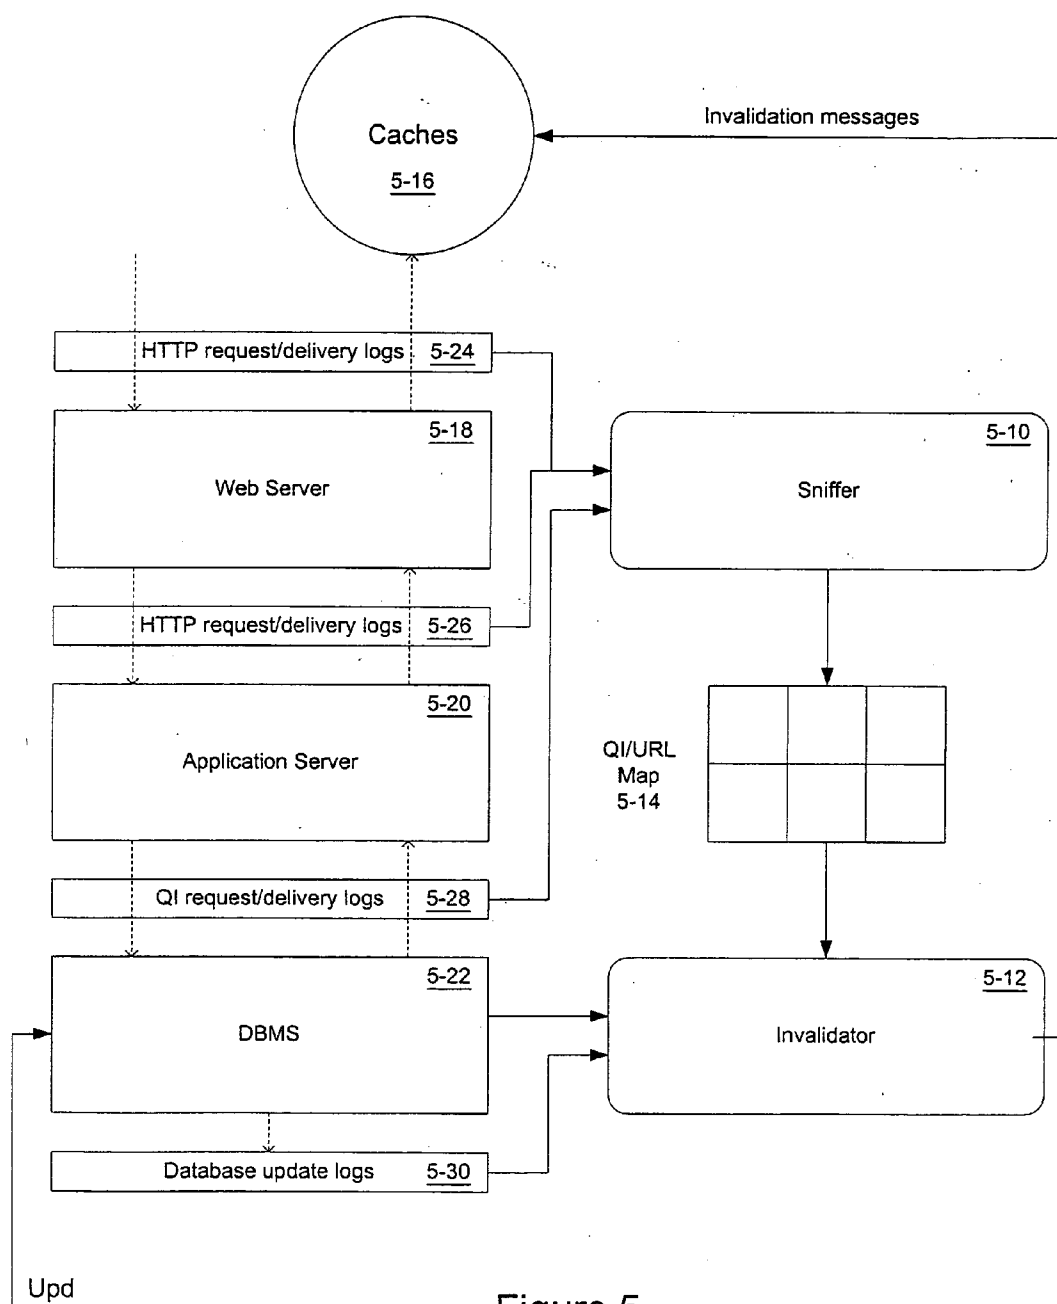 Invalidation messages
Caches
5-16
HTTP request/delivery logs 5-24
5-18
Web Server
5-10
Sniffer
HTTP request/delivery logs 5-26
5-20
Application Server
QI/URL
Map
5-14
QI request/delivery logs 5-28
5-22
DBMS
5-12
Invalidator
Database update logs 5-30
Upd
Figure 5